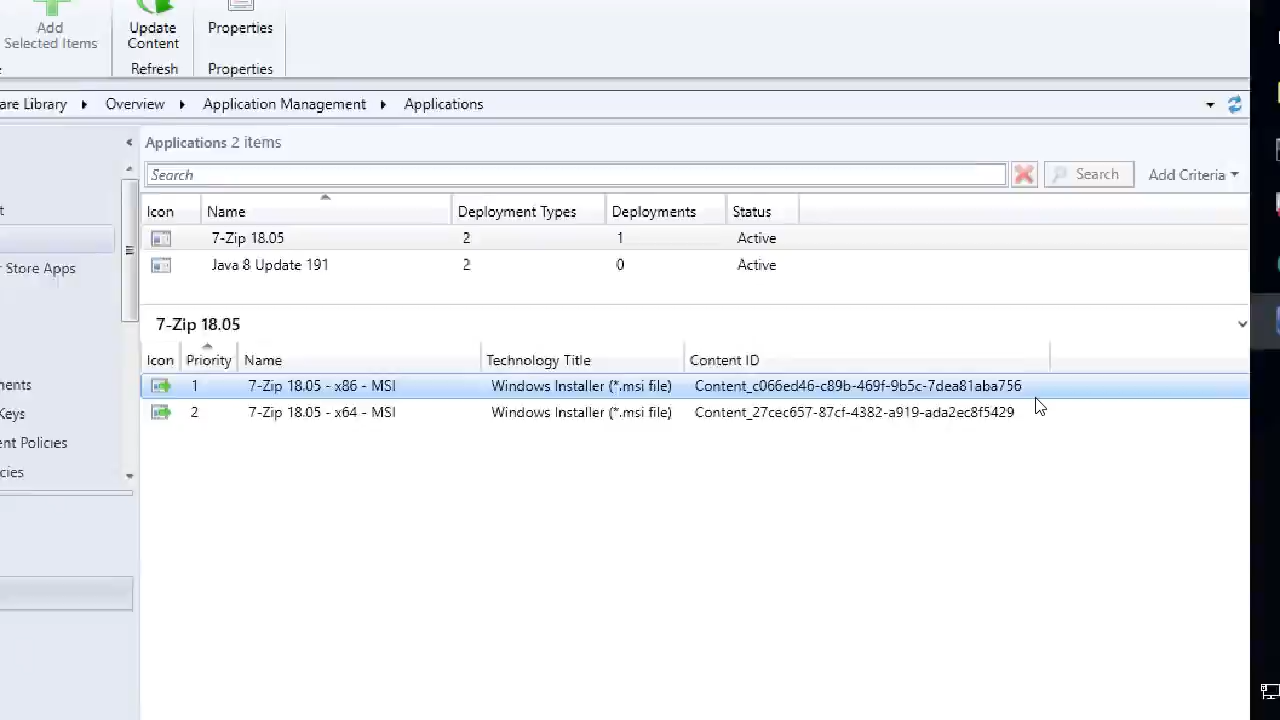 Add Selected Items
Update Content
Properties
Refresh
Properties
are Library Overview Application Management Applications
Applications 2 items
Search
Search
Add Criteria
Icon Name Deployment Types Deployments Status
7-Zip 18.05 2 1 Active
Java 8 Update 191 2 0 Active
t
r Store Apps
7-Zip 18.05
Icon Priority Name Technology Title Content ID
1 7-Zip 18.05 - x86 - MSI Windows Installer (*.msi file) Content_c066ed46-c89b-469f-9b5c-7dea81aba756
2 7-Zip 18.05 - x64 - MSI Windows Installer (*.msi file) Content_27cec657-87cf-4382-a919-ada2ec8f5429
ments
Keys
ent Policies
cies